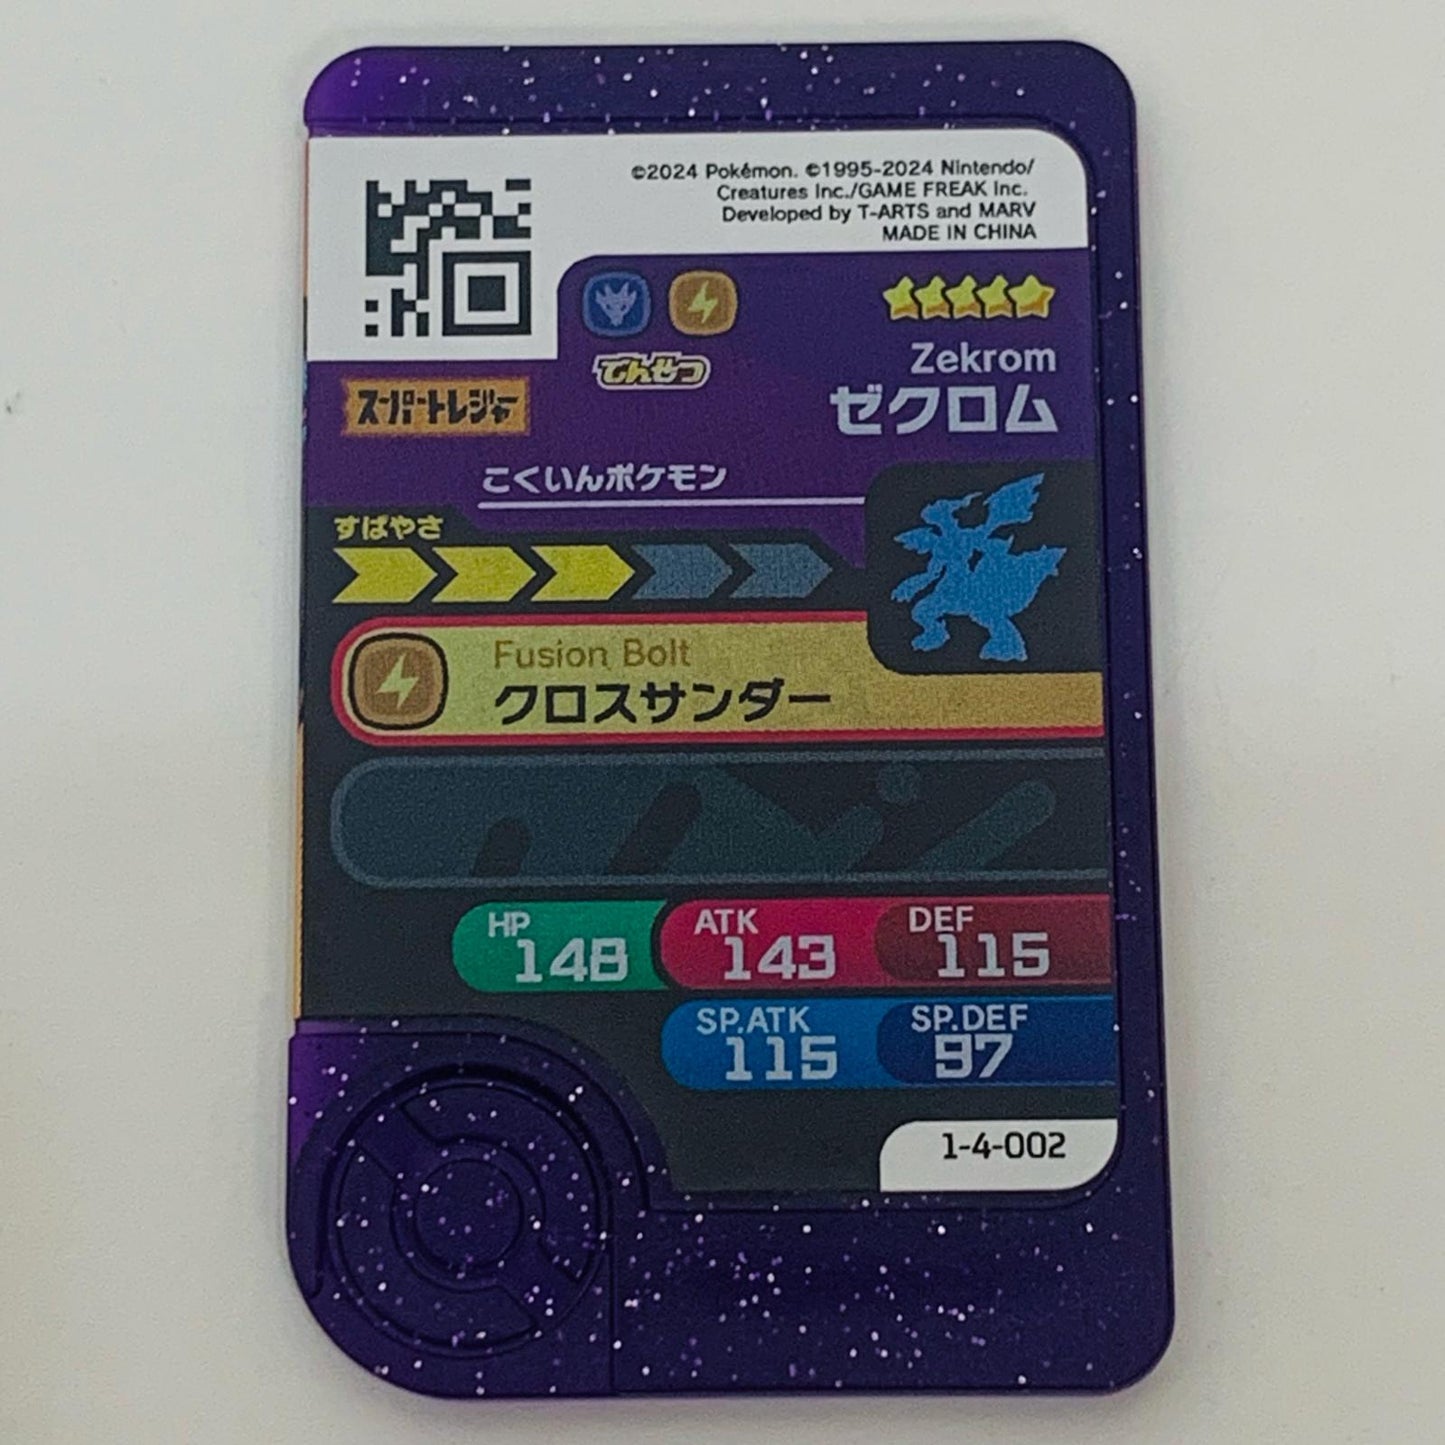 ©2024 Pokémon. ©1995-2024 Nintendo/
Creatures Inc./GAME FREAK Inc.
Developed by T-ARTS and MARV
MADE IN CHINA
でんせつ
Zekrom
スーパートレジャー
ゼクロム
こくいんポケモン
すばやさ
Fusion Bolt
クロスサンダー
HP
148
ATK
143
DEF
115
SP.ATK
115
SP.DEF
97
1-4-002